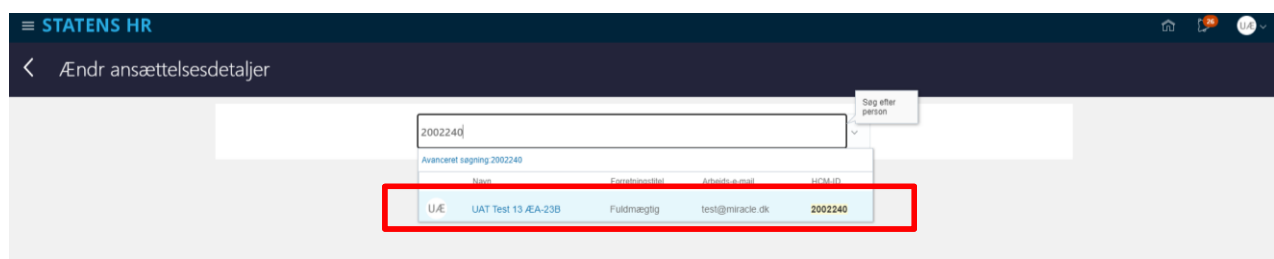 ≡ STATENS HR
26
UÆ
Ændr ansættelsesdetaljer
Søg efter
person
2002240
Avanceret søgning:2002240
Navn Forretningstitel Arbejds-e-mail HCM-ID
UÆ UAT Test 13 ÆA-23B Fuldmægtig test@miracle.dk 2002240